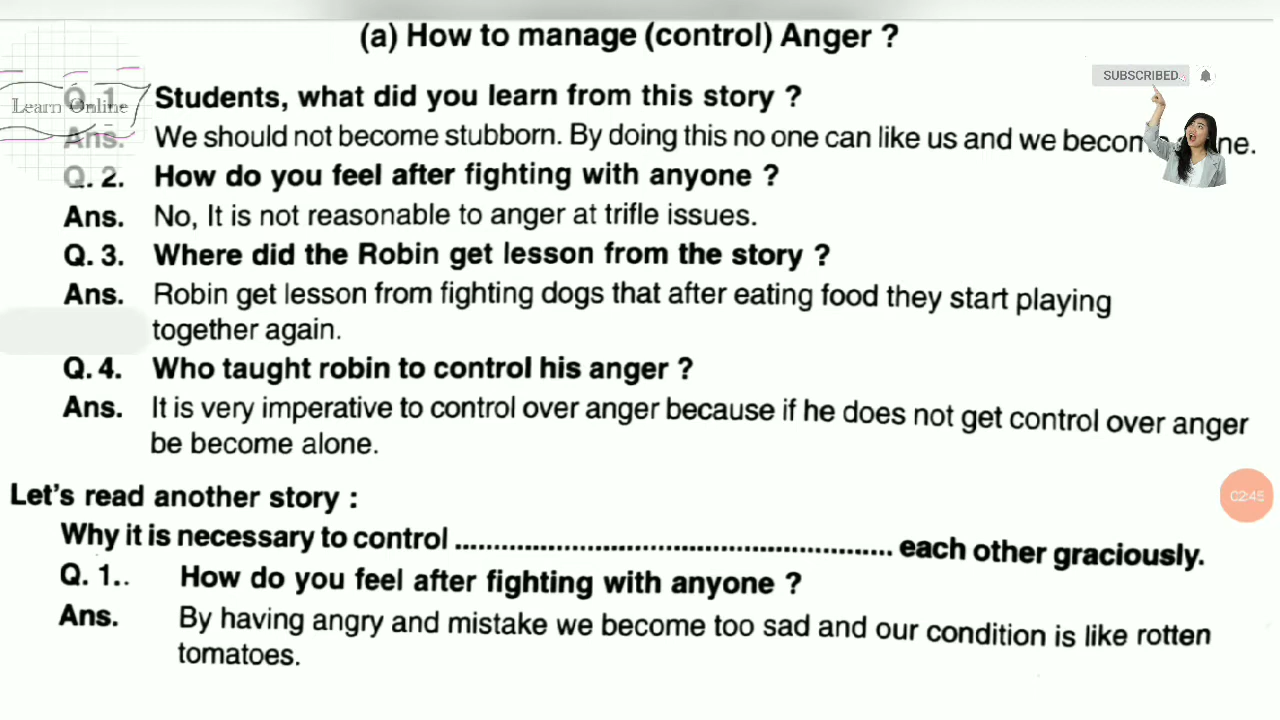 (a) How to manage (control) Anger ?
SUBSCRIBED
Learn Online
Q. 1 Students, what did you learn from this story ?
Ans. We should not become stubborn. By doing this no one can like us and we
Q. 2. How do you feel after fighting with anyone ?
Ans. No, It is not reasonable to anger at trifle issues.
Q. 3. Where did the Robin get lesson from the story ?
Ans. Robin get lesson from fighting dogs that after eating food they start playing
together again.
Q. 4. Who taught robin to control his anger ?
Ans. It is very imperative to control over anger because if he does not get control over anger
be become alone.
02:45
Let's read another story :
Why it is necessary to control ........................................................ each other graciously.
Q. 1.. How do you feel after fighting with anyone ?
Ans. By having angry and mistake we become too sad and our condition is like rotten
tomatoes.